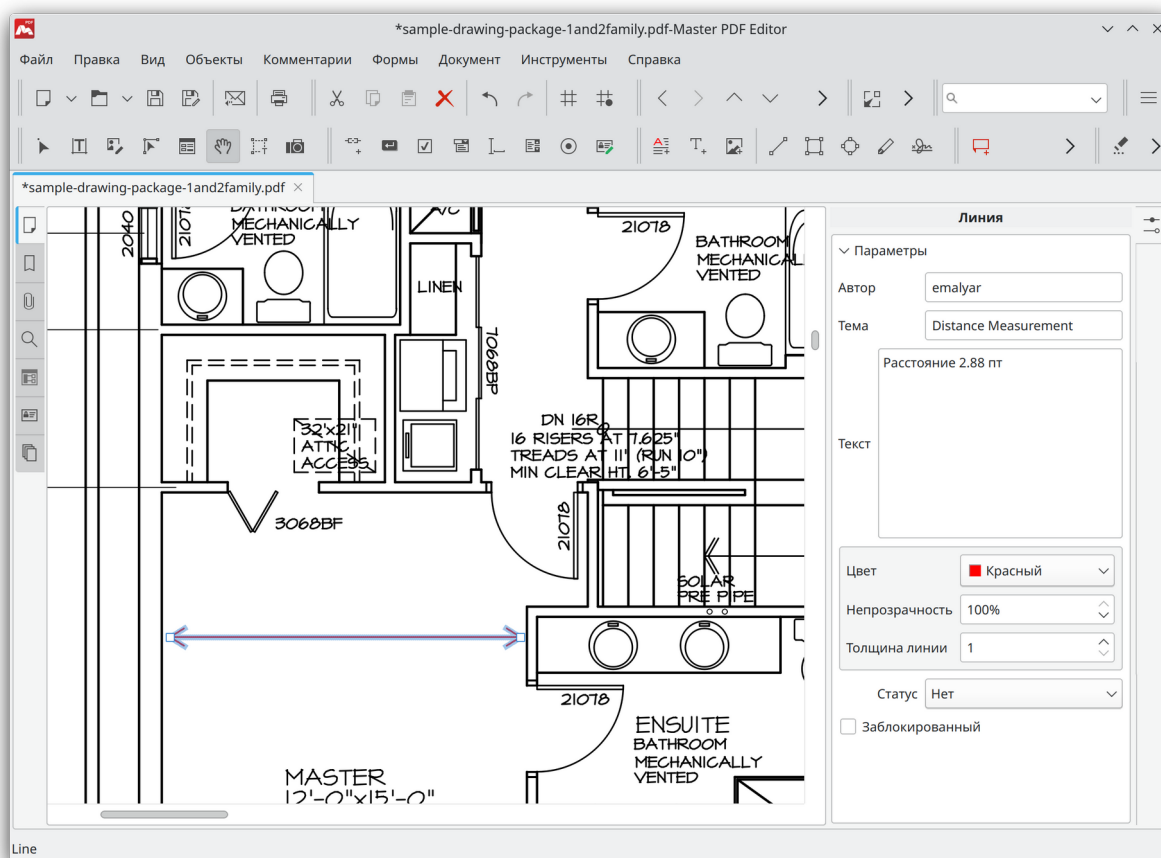 *sample-drawing-package-1and2family.pdf-Master PDF Editor
Файл Правка Вид Объекты Комментарии Формы Документ Инструменты Справка
*sample-drawing-package-1and2family.pdf
2040
21078
BATHROOM
MECHANICALLY
VENTED
LINEN
7068BP
21078
BATHROOM
MECHANICAL
VENTED
32"x21"
ATTIC
ACCESS
DN 16R
16 RISERS AT 7.625"
TREADS AT 11" (RUN 10")
MIN CLEAR HT. 6'-5"
3068BF
21078
SOLAR
PRE PIPE
21078
ENSUITE
BATHROOM
MECHANICALLY
VENTED
MASTER
12'-0"x15'-0"
Линия
Параметры
Автор emalyar
Тема Distance Measurement
Текст
Расстояние 2.88 пт
Цвет Красный
Непрозрачность 100%
Толщина линии 1
Статус Нет
Заблокированный
Line